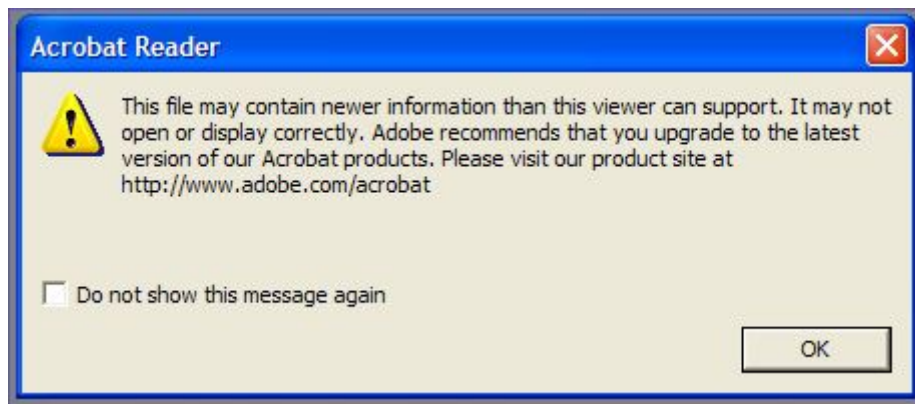 Acrobat Reader
This file may contain newer information than this viewer can support. It may not
open or display correctly. Adobe recommends that you upgrade to the latest
version of our Acrobat products. Please visit our product site at
http://www.adobe.com/acrobat
Do not show this message again
OK